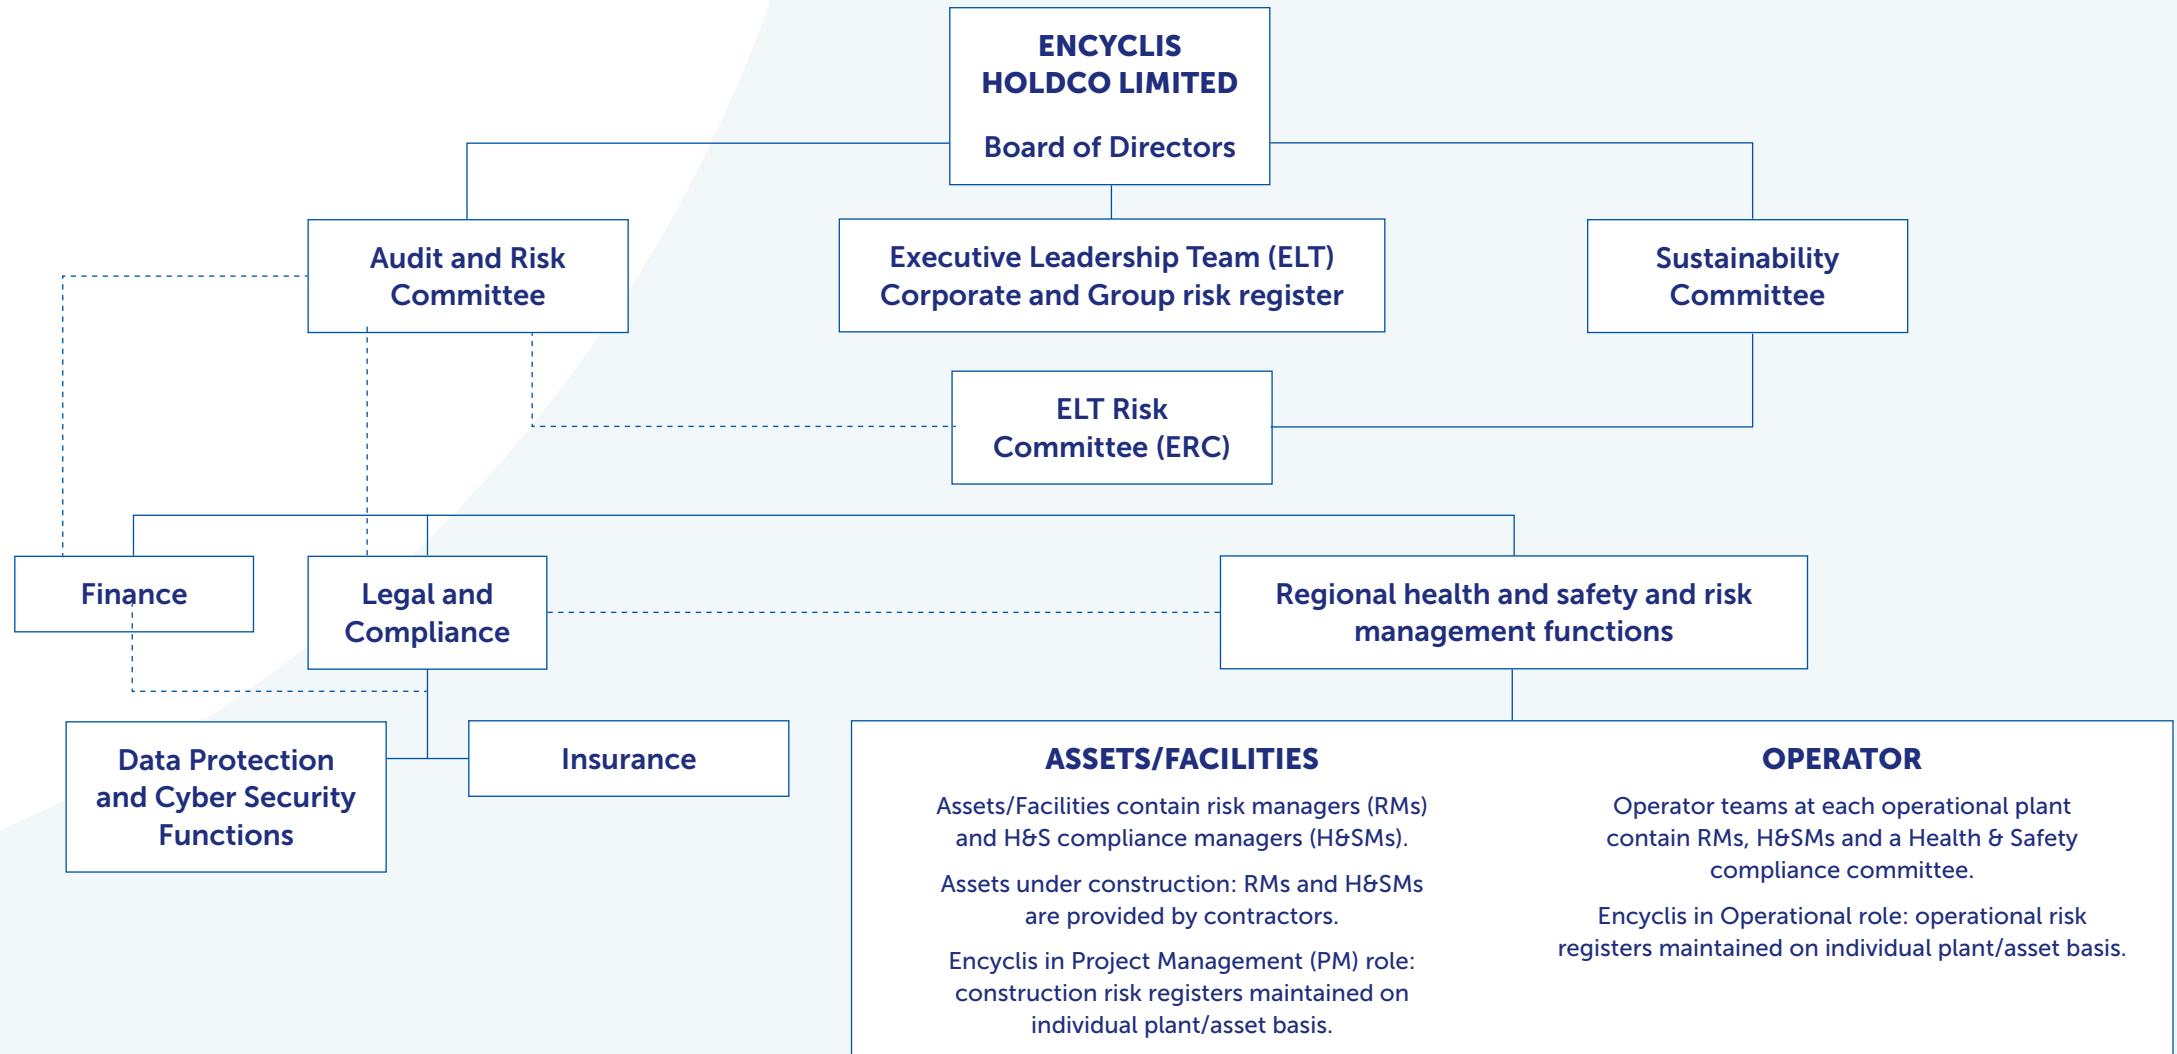 ENCYCLIS
HOLDCO LIMITED
Board of Directors
Audit and Risk
Committee
Executive Leadership Team (ELT)
Corporate and Group risk register
Sustainability
Committee
ELT Risk
Committee (ERC)
Finance
Legal and
Compliance
Regional health and safety and risk
management functions
Data Protection
and Cyber Security
Functions
Insurance
ASSETS/FACILITIES
Assets/Facilities contain risk managers (RMs)
and H&S compliance managers (H&SMs).
Assets under construction: RMs and H&SMs
are provided by contractors.
Encyclis in Project Management (PM) role:
construction risk registers maintained on
individual plant/asset basis.
OPERATOR
Operator teams at each operational plant
contain RMs, H&SMs and a Health & Safety
compliance committee.
Encyclis in Operational role: operational risk
registers maintained on individual plant/asset basis.